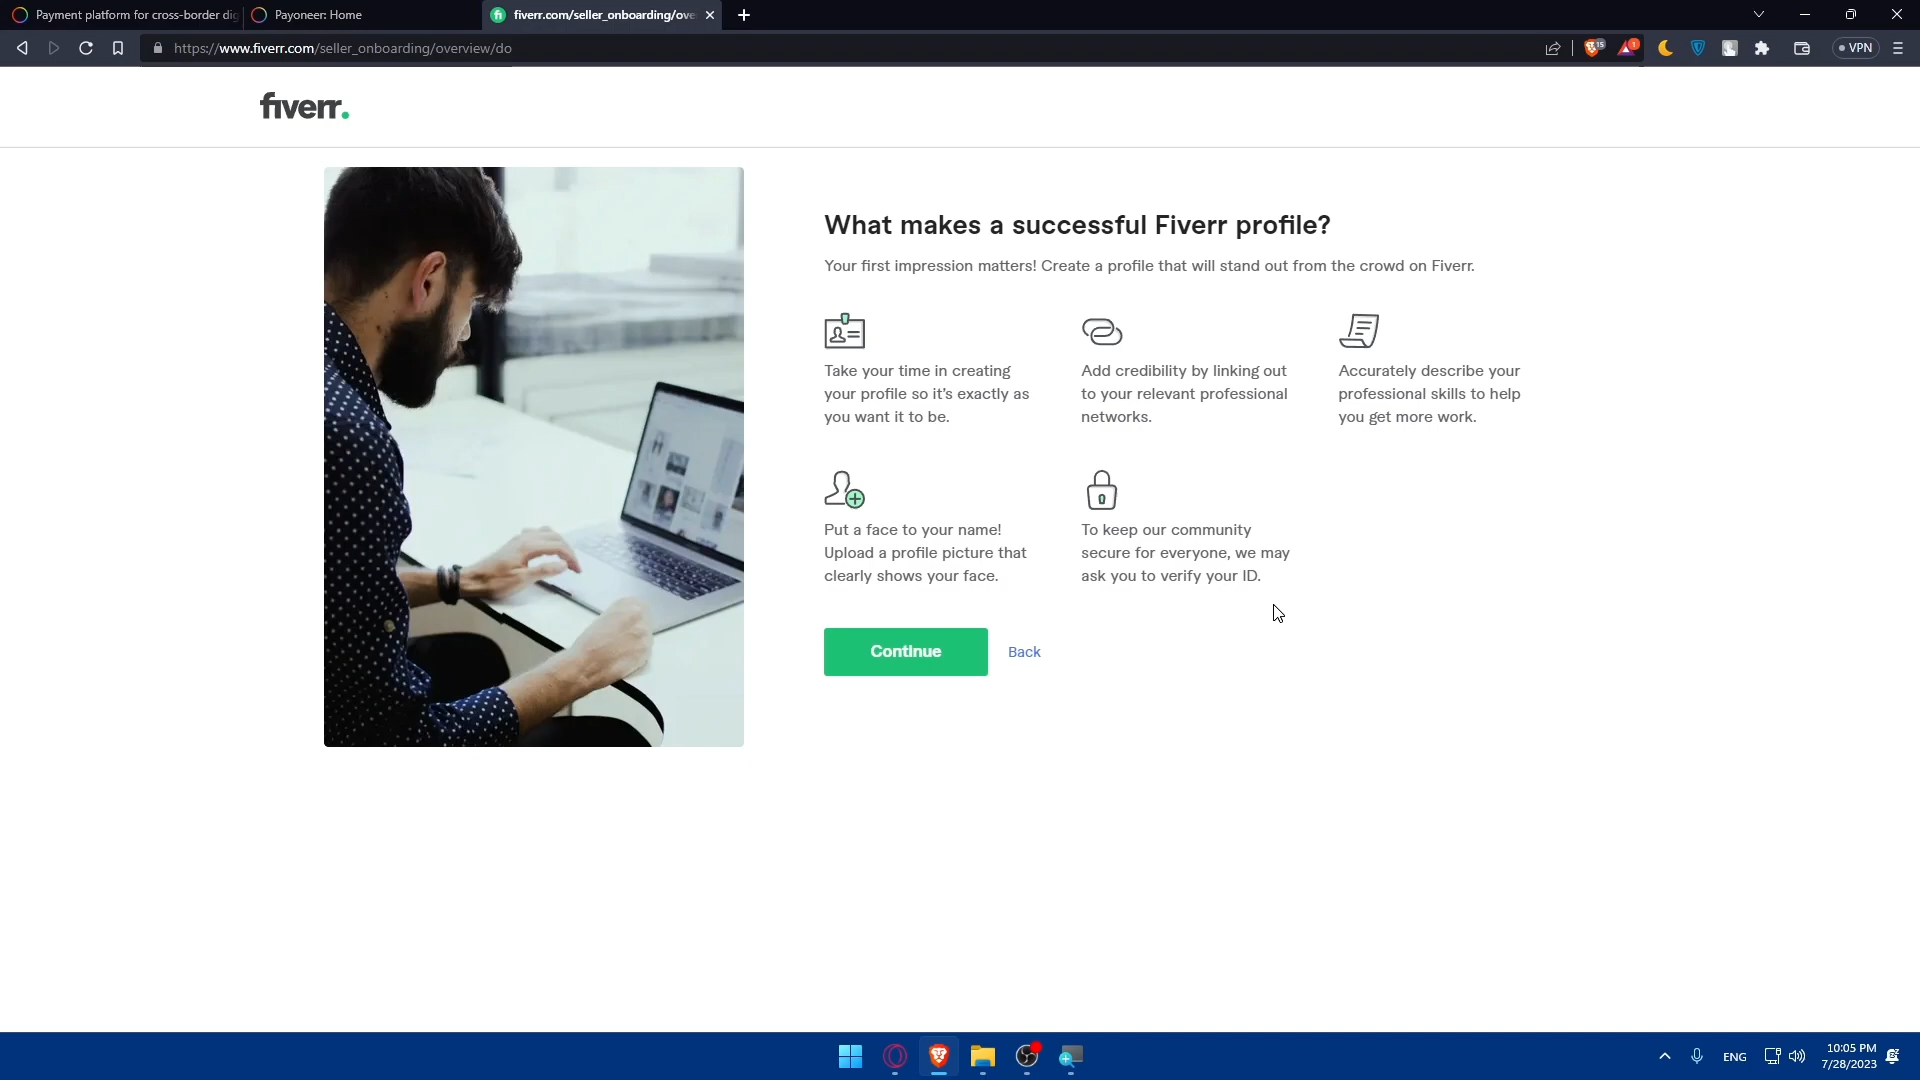 Payment platform for cross-border dig
Payoneer: Home
fiverr.com/seller_onboarding/ove
https://www.fiverr.com/seller_onboarding/overview/do
15
1
VPN
fiverr.
What makes a successful Fiverr profile?
Your first impression matters! Create a profile that will stand out from the crowd on Fiverr.
Take your time in creating
your profile so it's exactly as
you want it to be.
Add credibility by linking out
to your relevant professional
networks.
Accurately describe your
professional skills to help
you get more work.
Put a face to your name!
Upload a profile picture that
clearly shows your face.
To keep our community
secure for everyone, we may
ask you to verify your ID.
Continue
Back
ENG
10:05 PM
7/28/2023